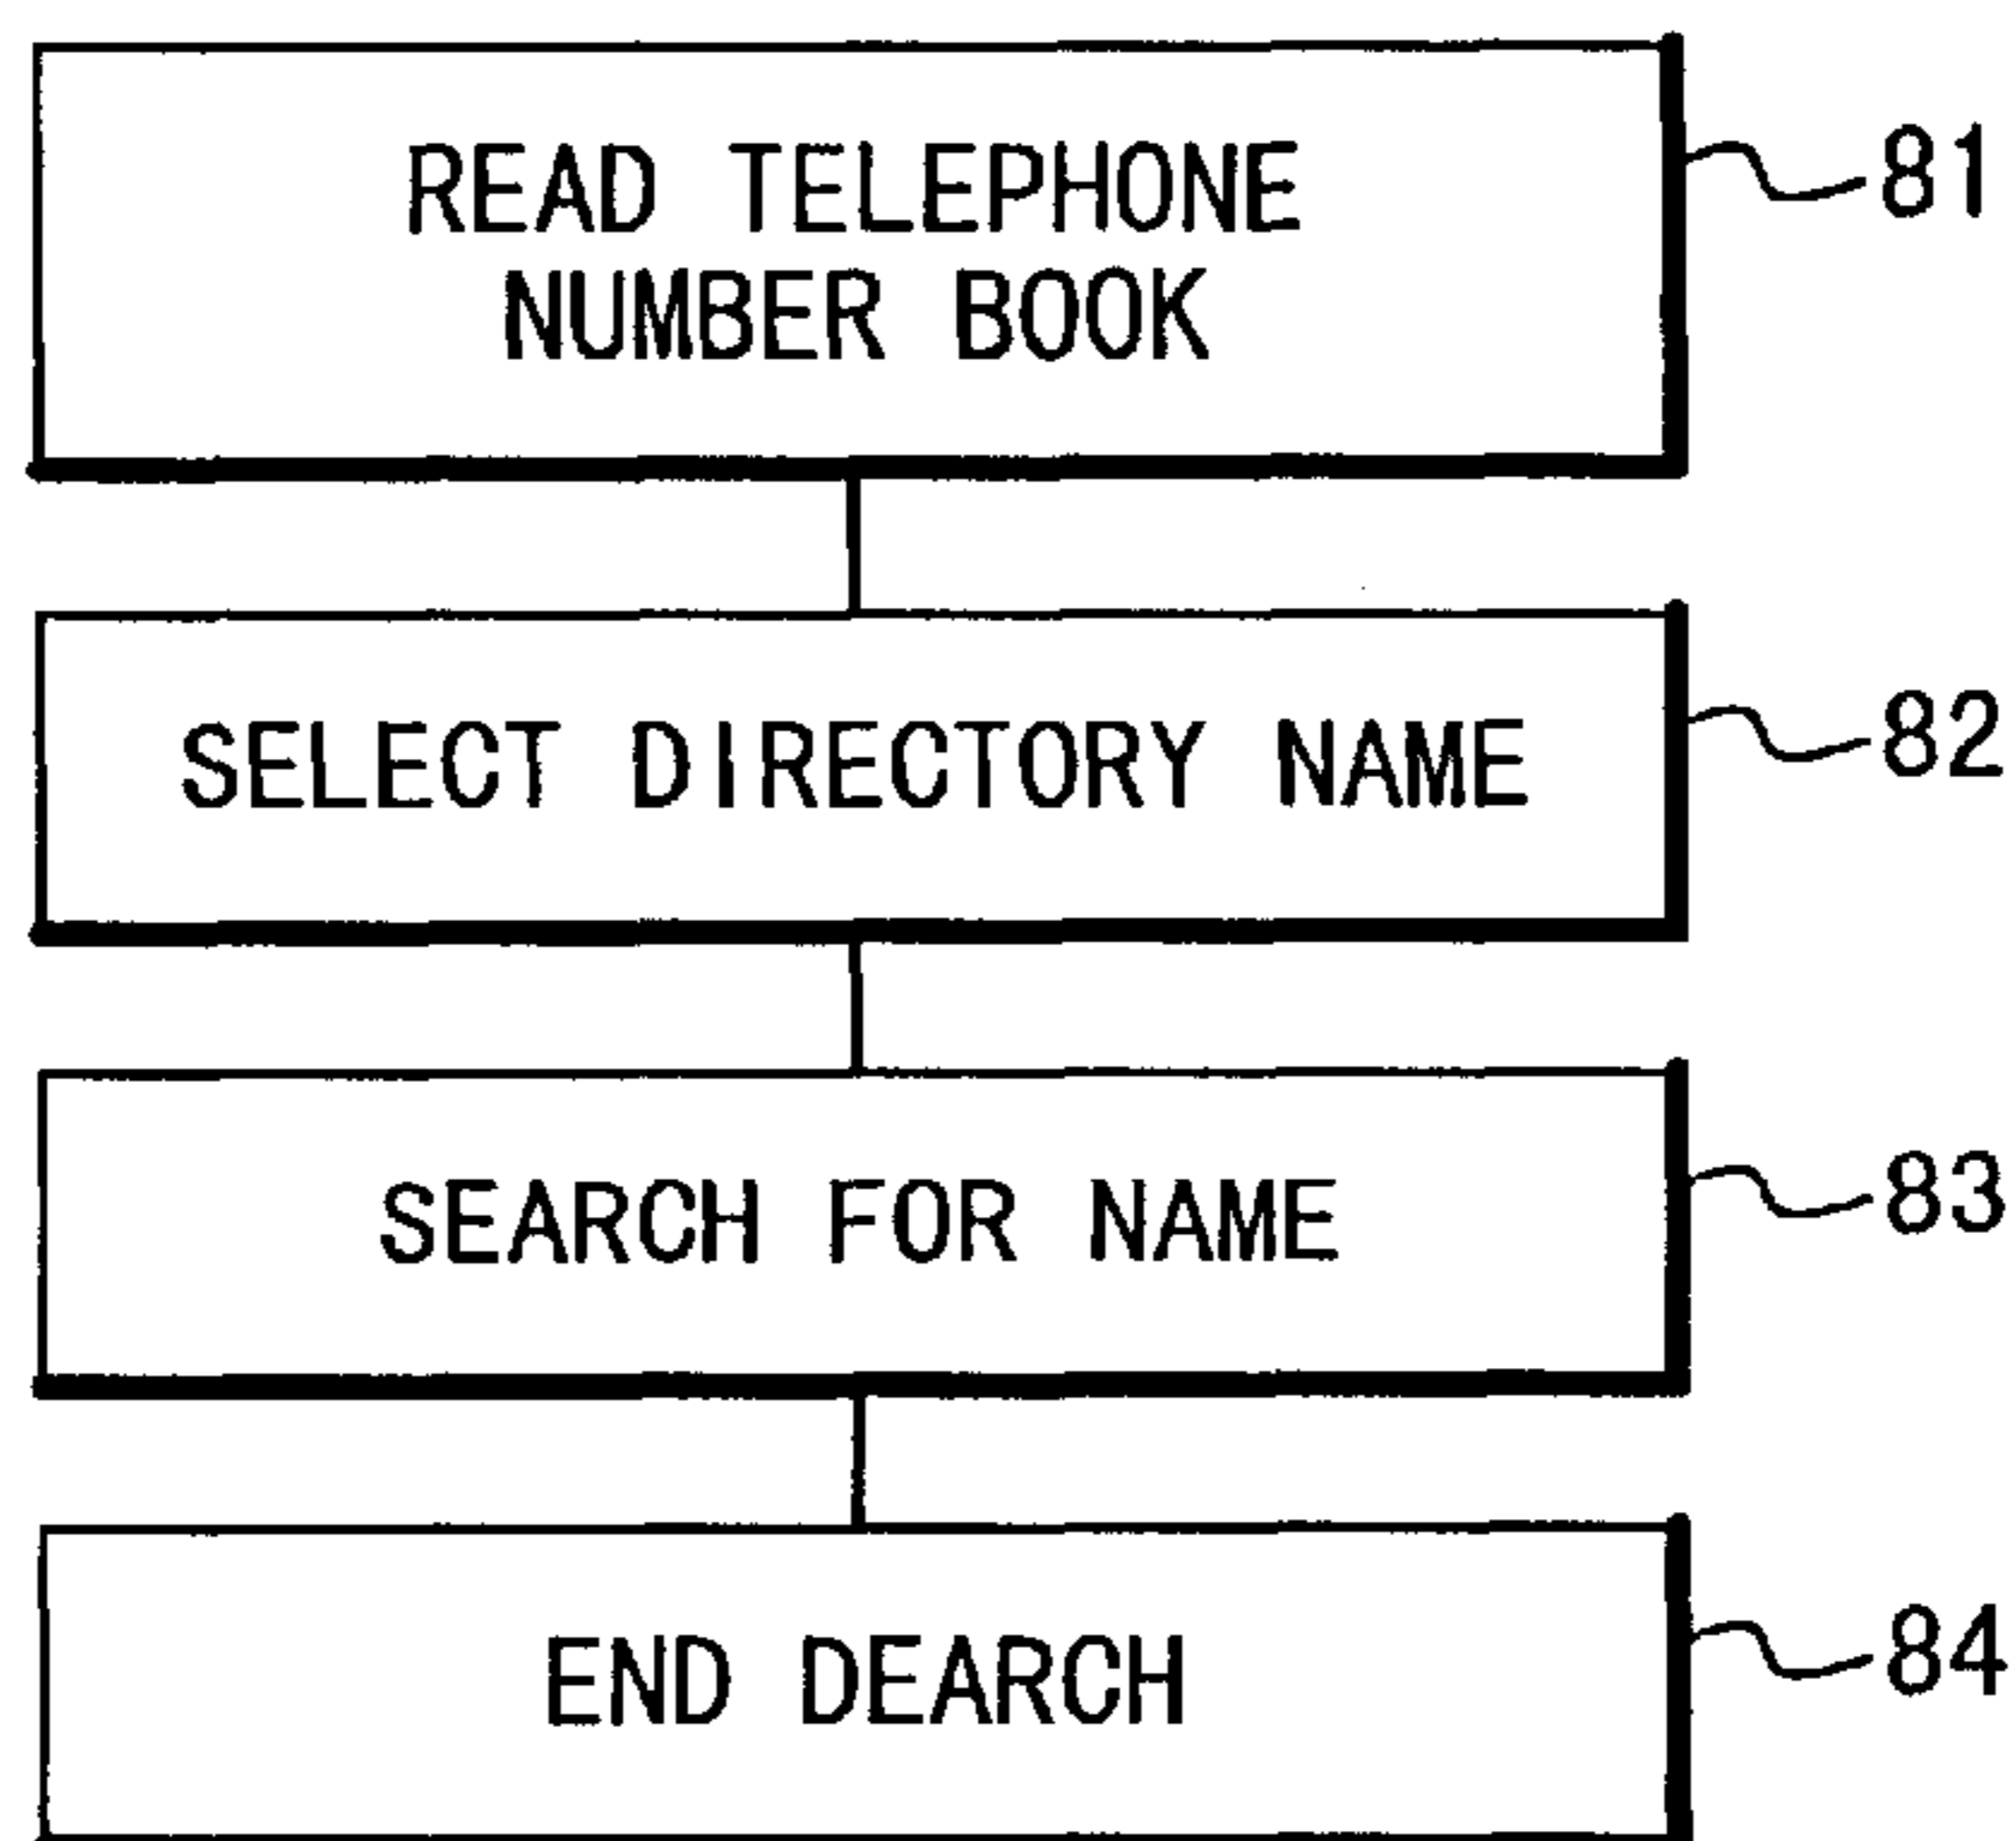 READ TELEPHONE
NUMBER BOOK
81
SELECT DIRECTORY NAME
82
SEARCH FOR NAME
83
END DEARCH
84